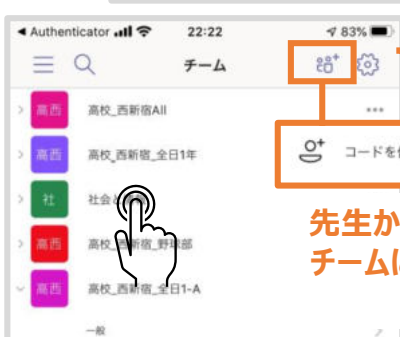 ◀ Authenticator 22:22 83%
チーム
高西 高校_西新宿All ...
高西 高校_西新宿_全日1年
社 社会と
コードを
高西 高校_西新宿_野球部
高西 高校_西新宿_全日1-A
一般
先生か
チームに